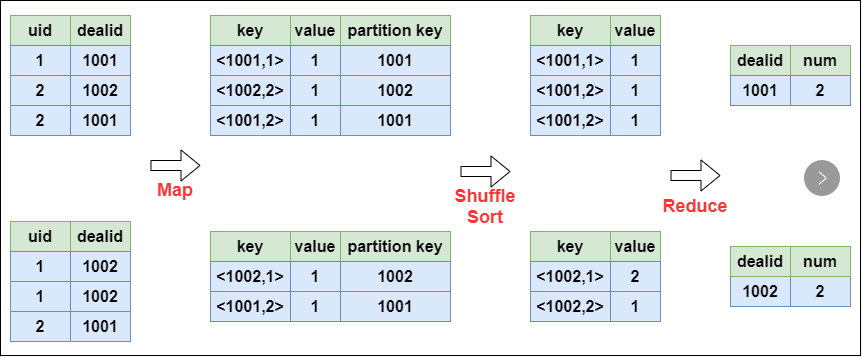 uid dealid
1 1001
2 1002
2 1001
key value partition key
<1001,1> 1 1001
<1002,2> 1 1002
<1001,2> 1 1001
key value
<1001,1> 1
<1001,2> 1
<1001,2> 1
dealid num
1001 2
Map
Shuffle
Sort
Reduce
uid dealid
1 1002
1 1002
2 1001
key value partition key
<1002,1> 1 1002
<1001,2> 1 1001
key value
<1002,1> 2
<1002,2> 1
dealid num
1002 2